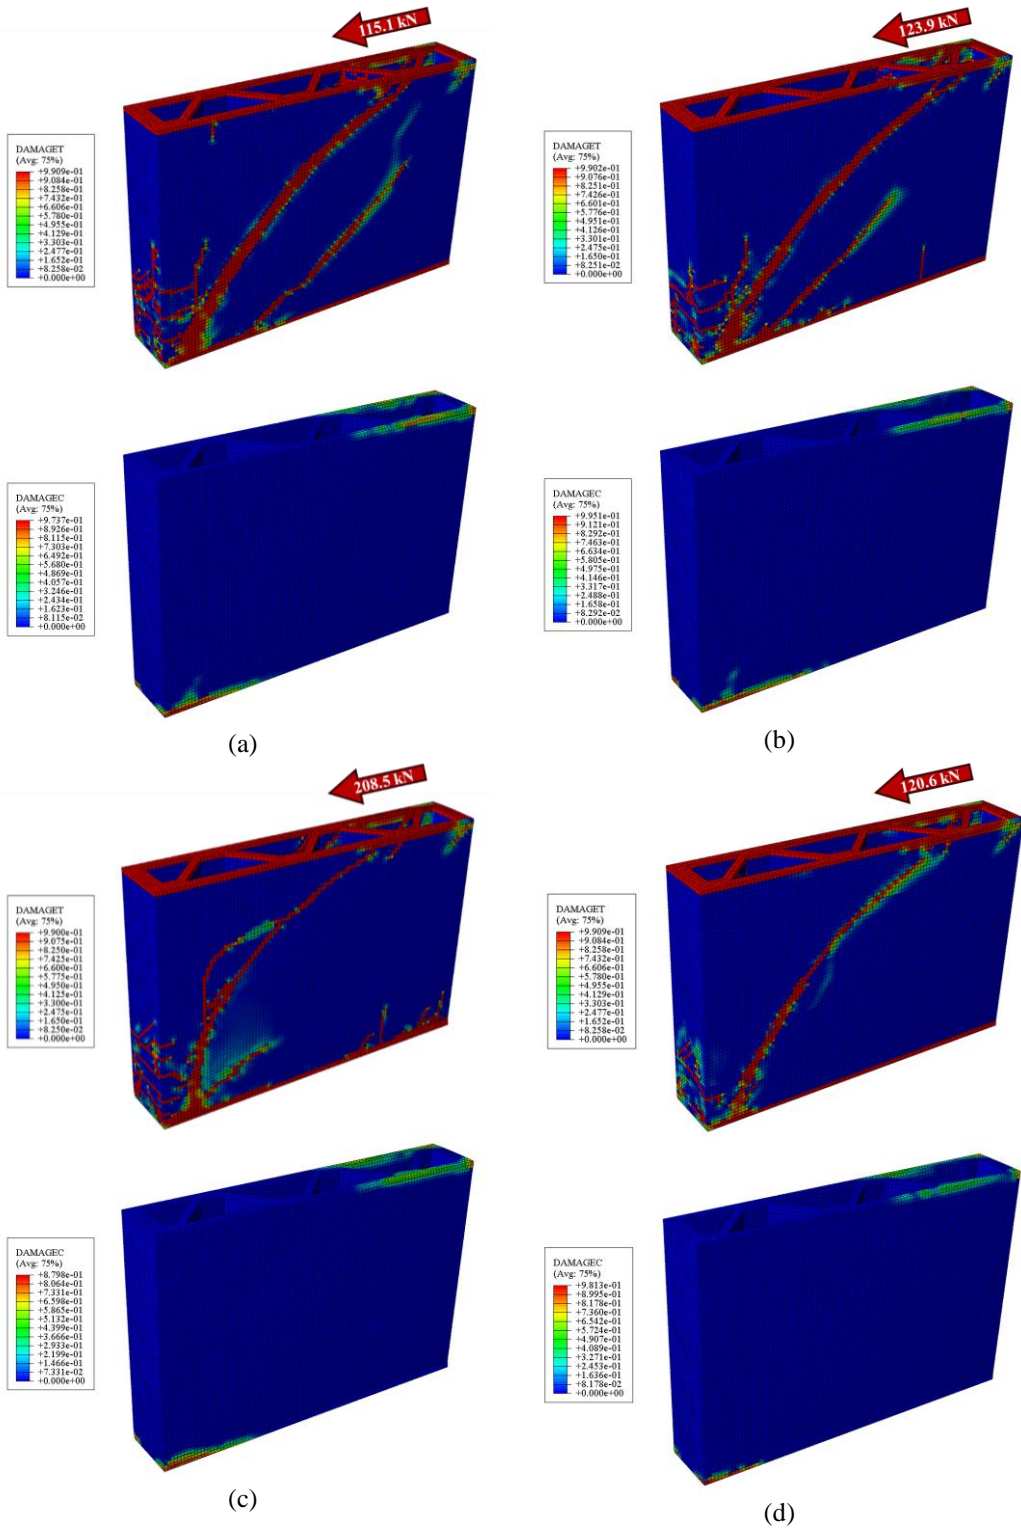 115.1 kN
DAMAGET
(Avg: 75%)
+9.909e-01
+9.084e-01
+8.258e-01
+7.432e-01
+6.606e-01
+5.780e-01
+4.955e-01
+4.129e-01
+3.303e-01
+2.477e-01
+1.652e-01
+8.258e-02
+0.000e+00
DAMAGEC
(Avg: 75%)
+9.737e-01
+8.926e-01
+8.115e-01
+7.303e-01
+6.492e-01
+5.680e-01
+4.869e-01
+4.057e-01
+3.246e-01
+2.434e-01
+1.623e-01
+8.115e-02
+0.000e+00
(a)
123.9 kN
DAMAGET
(Avg: 75%)
+9.902e-01
+9.076e-01
+8.251e-01
+7.426e-01
+6.601e-01
+5.776e-01
+4.951e-01
+4.126e-01
+3.301e-01
+2.475e-01
+1.650e-01
+8.251e-02
+0.000e+00
DAMAGEC
(Avg: 75%)
+9.951e-01
+9.121e-01
+8.292e-01
+7.463e-01
+6.634e-01
+5.805e-01
+4.975e-01
+4.146e-01
+3.317e-01
+2.488e-01
+1.658e-01
+8.292e-02
+0.000e+00
(b)
208.5 kN
DAMAGET
(Avg: 75%)
+9.900e-01
+9.075e-01
+8.250e-01
+7.425e-01
+6.600e-01
+5.775e-01
+4.950e-01
+4.125e-01
+3.300e-01
+2.475e-01
+1.650e-01
+8.250e-02
+0.000e+00
DAMAGEC
(Avg: 75%)
+8.798e-01
+8.064e-01
+7.331e-01
+6.598e-01
+5.865e-01
+5.132e-01
+4.399e-01
+3.666e-01
+2.933e-01
+2.199e-01
+1.466e-01
+7.331e-02
+0.000e+00
(c)
120.6 kN
DAMAGET
(Avg: 75%)
+9.909e-01
+9.084e-01
+8.258e-01
+7.432e-01
+6.606e-01
+5.780e-01
+4.955e-01
+4.129e-01
+3.303e-01
+2.477e-01
+1.652e-01
+8.258e-02
+0.000e+00
DAMAGEC
(Avg: 75%)
+9.813e-01
+8.995e-01
+8.178e-01
+7.360e-01
+6.542e-01
+5.724e-01
+4.907e-01
+4.089e-01
+3.271e-01
+2.453e-01
+1.636e-01
+8.178e-02
+0.000e+00
(d)